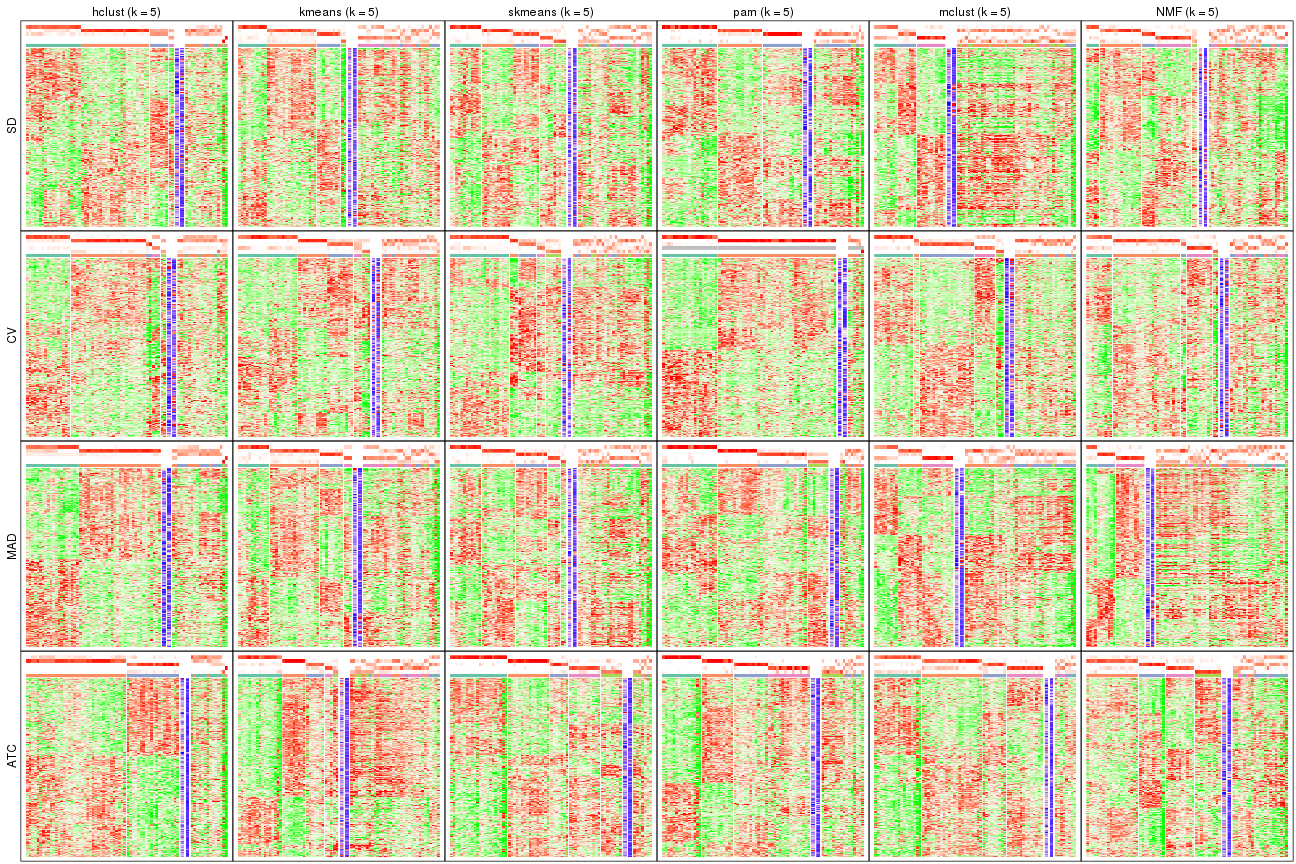 hclust (k = 5) kmeans (k = 5) skmeans (k = 5) pam (k = 5) mclust (k = 5) NMF (k = 5)
SD
CV
MAD
ATC